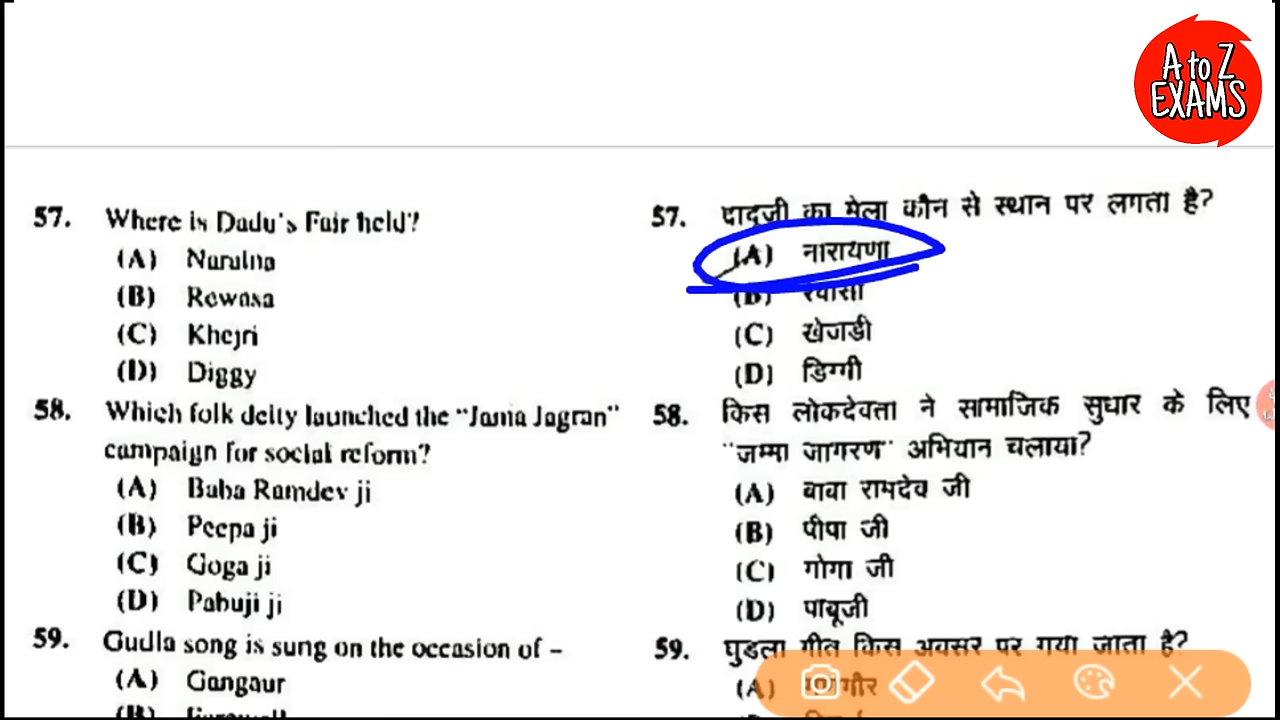 A to Z
EXAMS
57. Where is Dadu's Fair held?
(A) Naraina
(B) Rewasa
(C) Khejri
(D) Diggy
58. Which folk deity launched the "Jama Jagran"
campaign for social reform?
(A) Baba Ramdev ji
(B) Peepa ji
(C) Goga ji
(D) Pabuji ji
59. Gudla song is sung on the occasion of –
(A) Gangaur
(B)
57. दादूजी का मेला कौन से स्थान पर लगता है?
(A) नारायणा
(B) रेवासा
(C) खेजडी
(D) डिग्गी
58. किस लोकदेवता ने सामाजिक सुधार के लिए
"जम्मा जागरण" अभियान चलाया?
(A) बाबा रामदेव जी
(B) पीपा जी
(C) गोगा जी
(D) पाबूजी
59. घुडला गीत किस अवसर पर गया जाता है?
(A) गणगौर